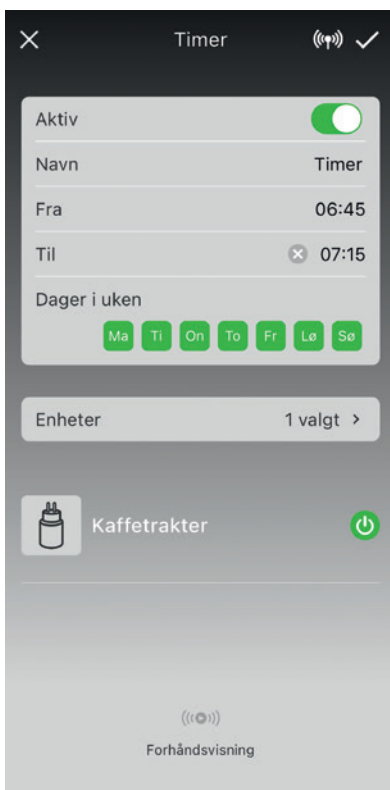 Timer
Aktiv
Navn Timer
Fra 06:45
Til 07:15
Dager i uken
Ma Ti On To Fr Lø Sø
Enheter 1 valgt >
Kaffetrakter
Forhåndsvisning